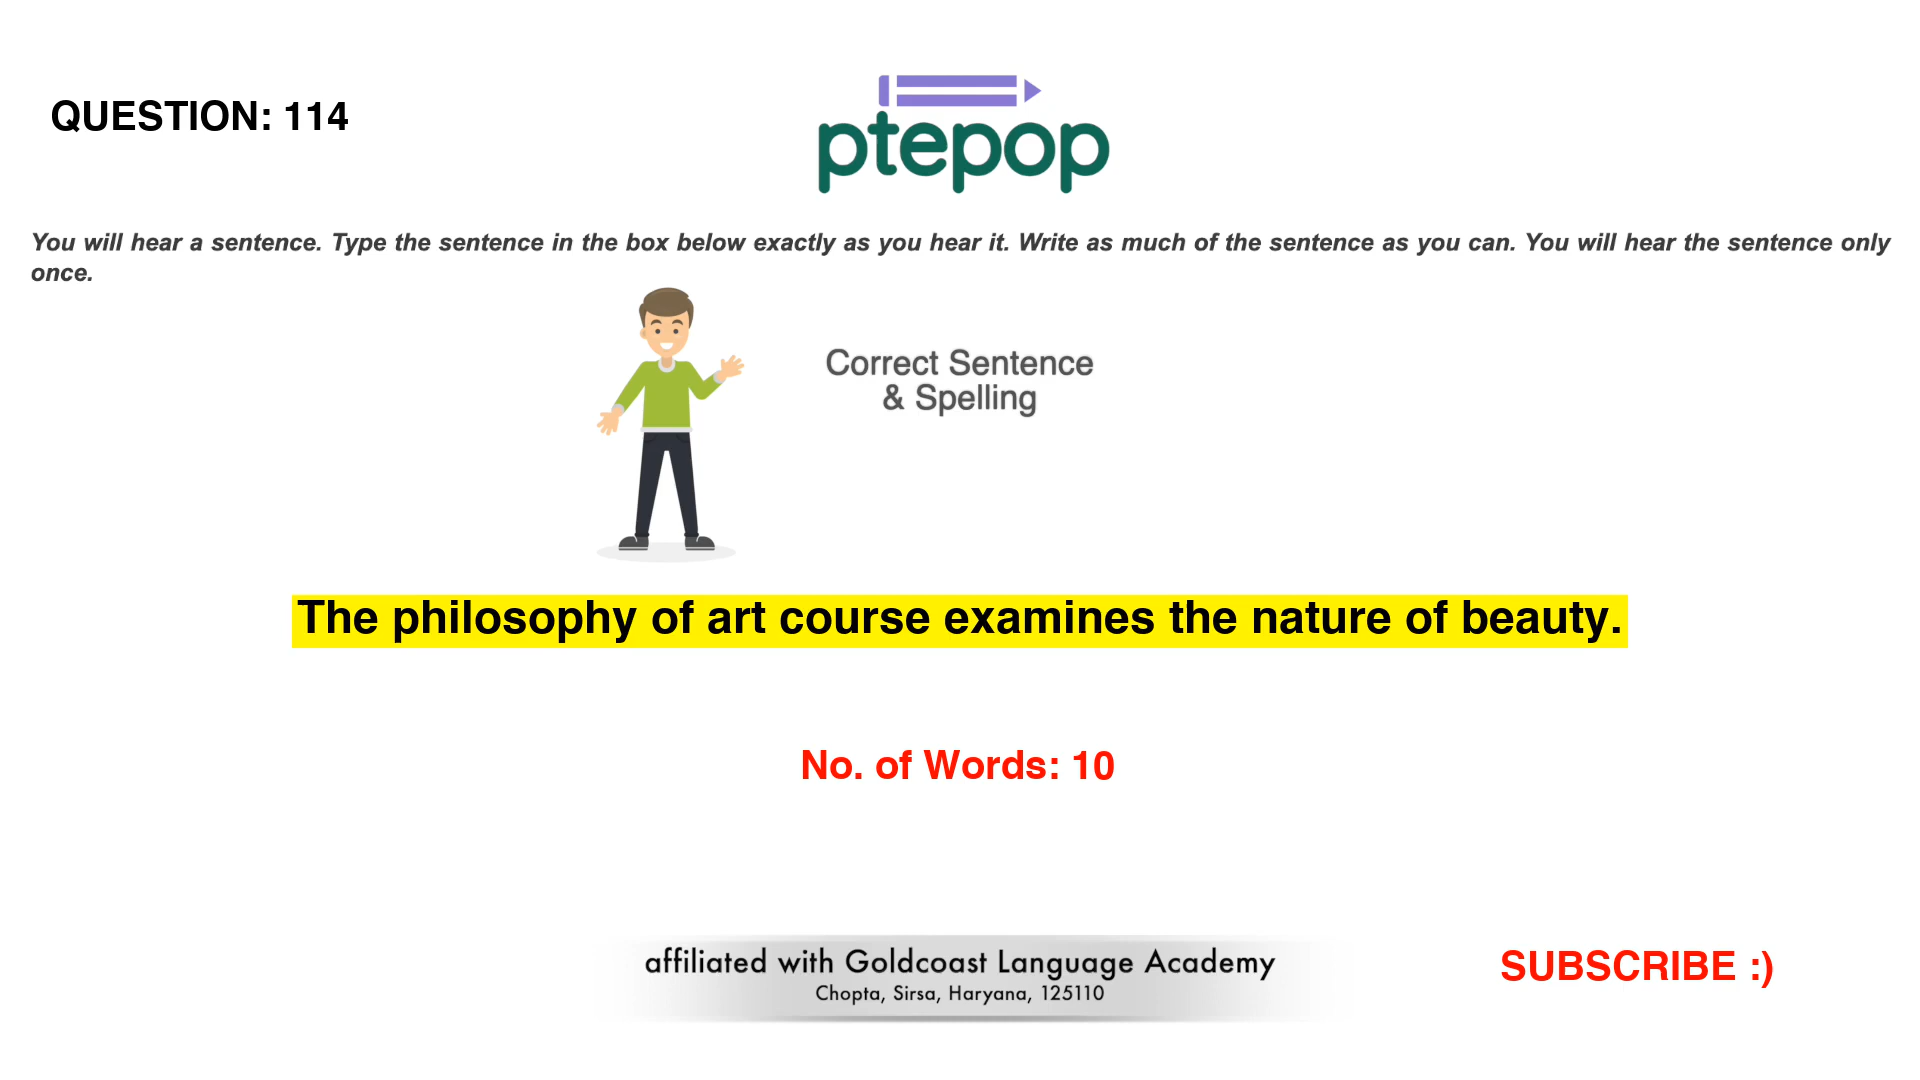 QUESTION: 114
ptepop
You will hear a sentence. Type the sentence in the box below exactly as you hear it. Write as much of the sentence as you can. You will hear the sentence only
once.
Correct Sentence
& Spelling
The philosophy of art course examines the nature of beauty.
No. of Words: 10
affiliated with Goldcoast Language Academy
Chopta, Sirsa, Haryana, 125110
SUBSCRIBE :)